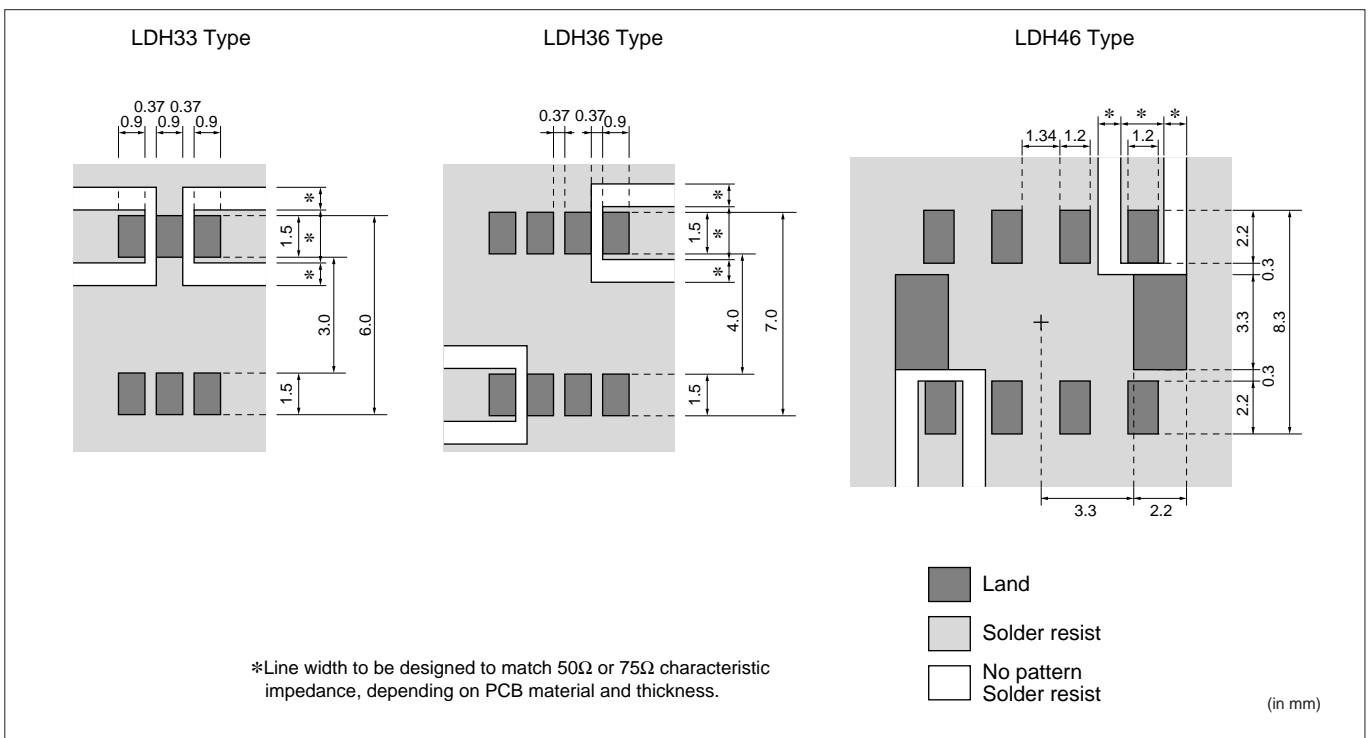 LDH33 Type
LDH36 Type
LDH46 Type
0.37 0.37
0.9 0.9 0.9
*
1.5
*
*
3.0
6.0
1.5
0.37 0.37 0.9
*
1.5
*
*
4.0
7.0
1.5
* * *
1.34 1.2 1.2
2.2
0.3
3.3
8.3
0.3
2.2
3.3 2.2
Land
Solder resist
No pattern
Solder resist
*Line width to be designed to match 50Ω or 75Ω characteristic
impedance, depending on PCB material and thickness.
(in mm)